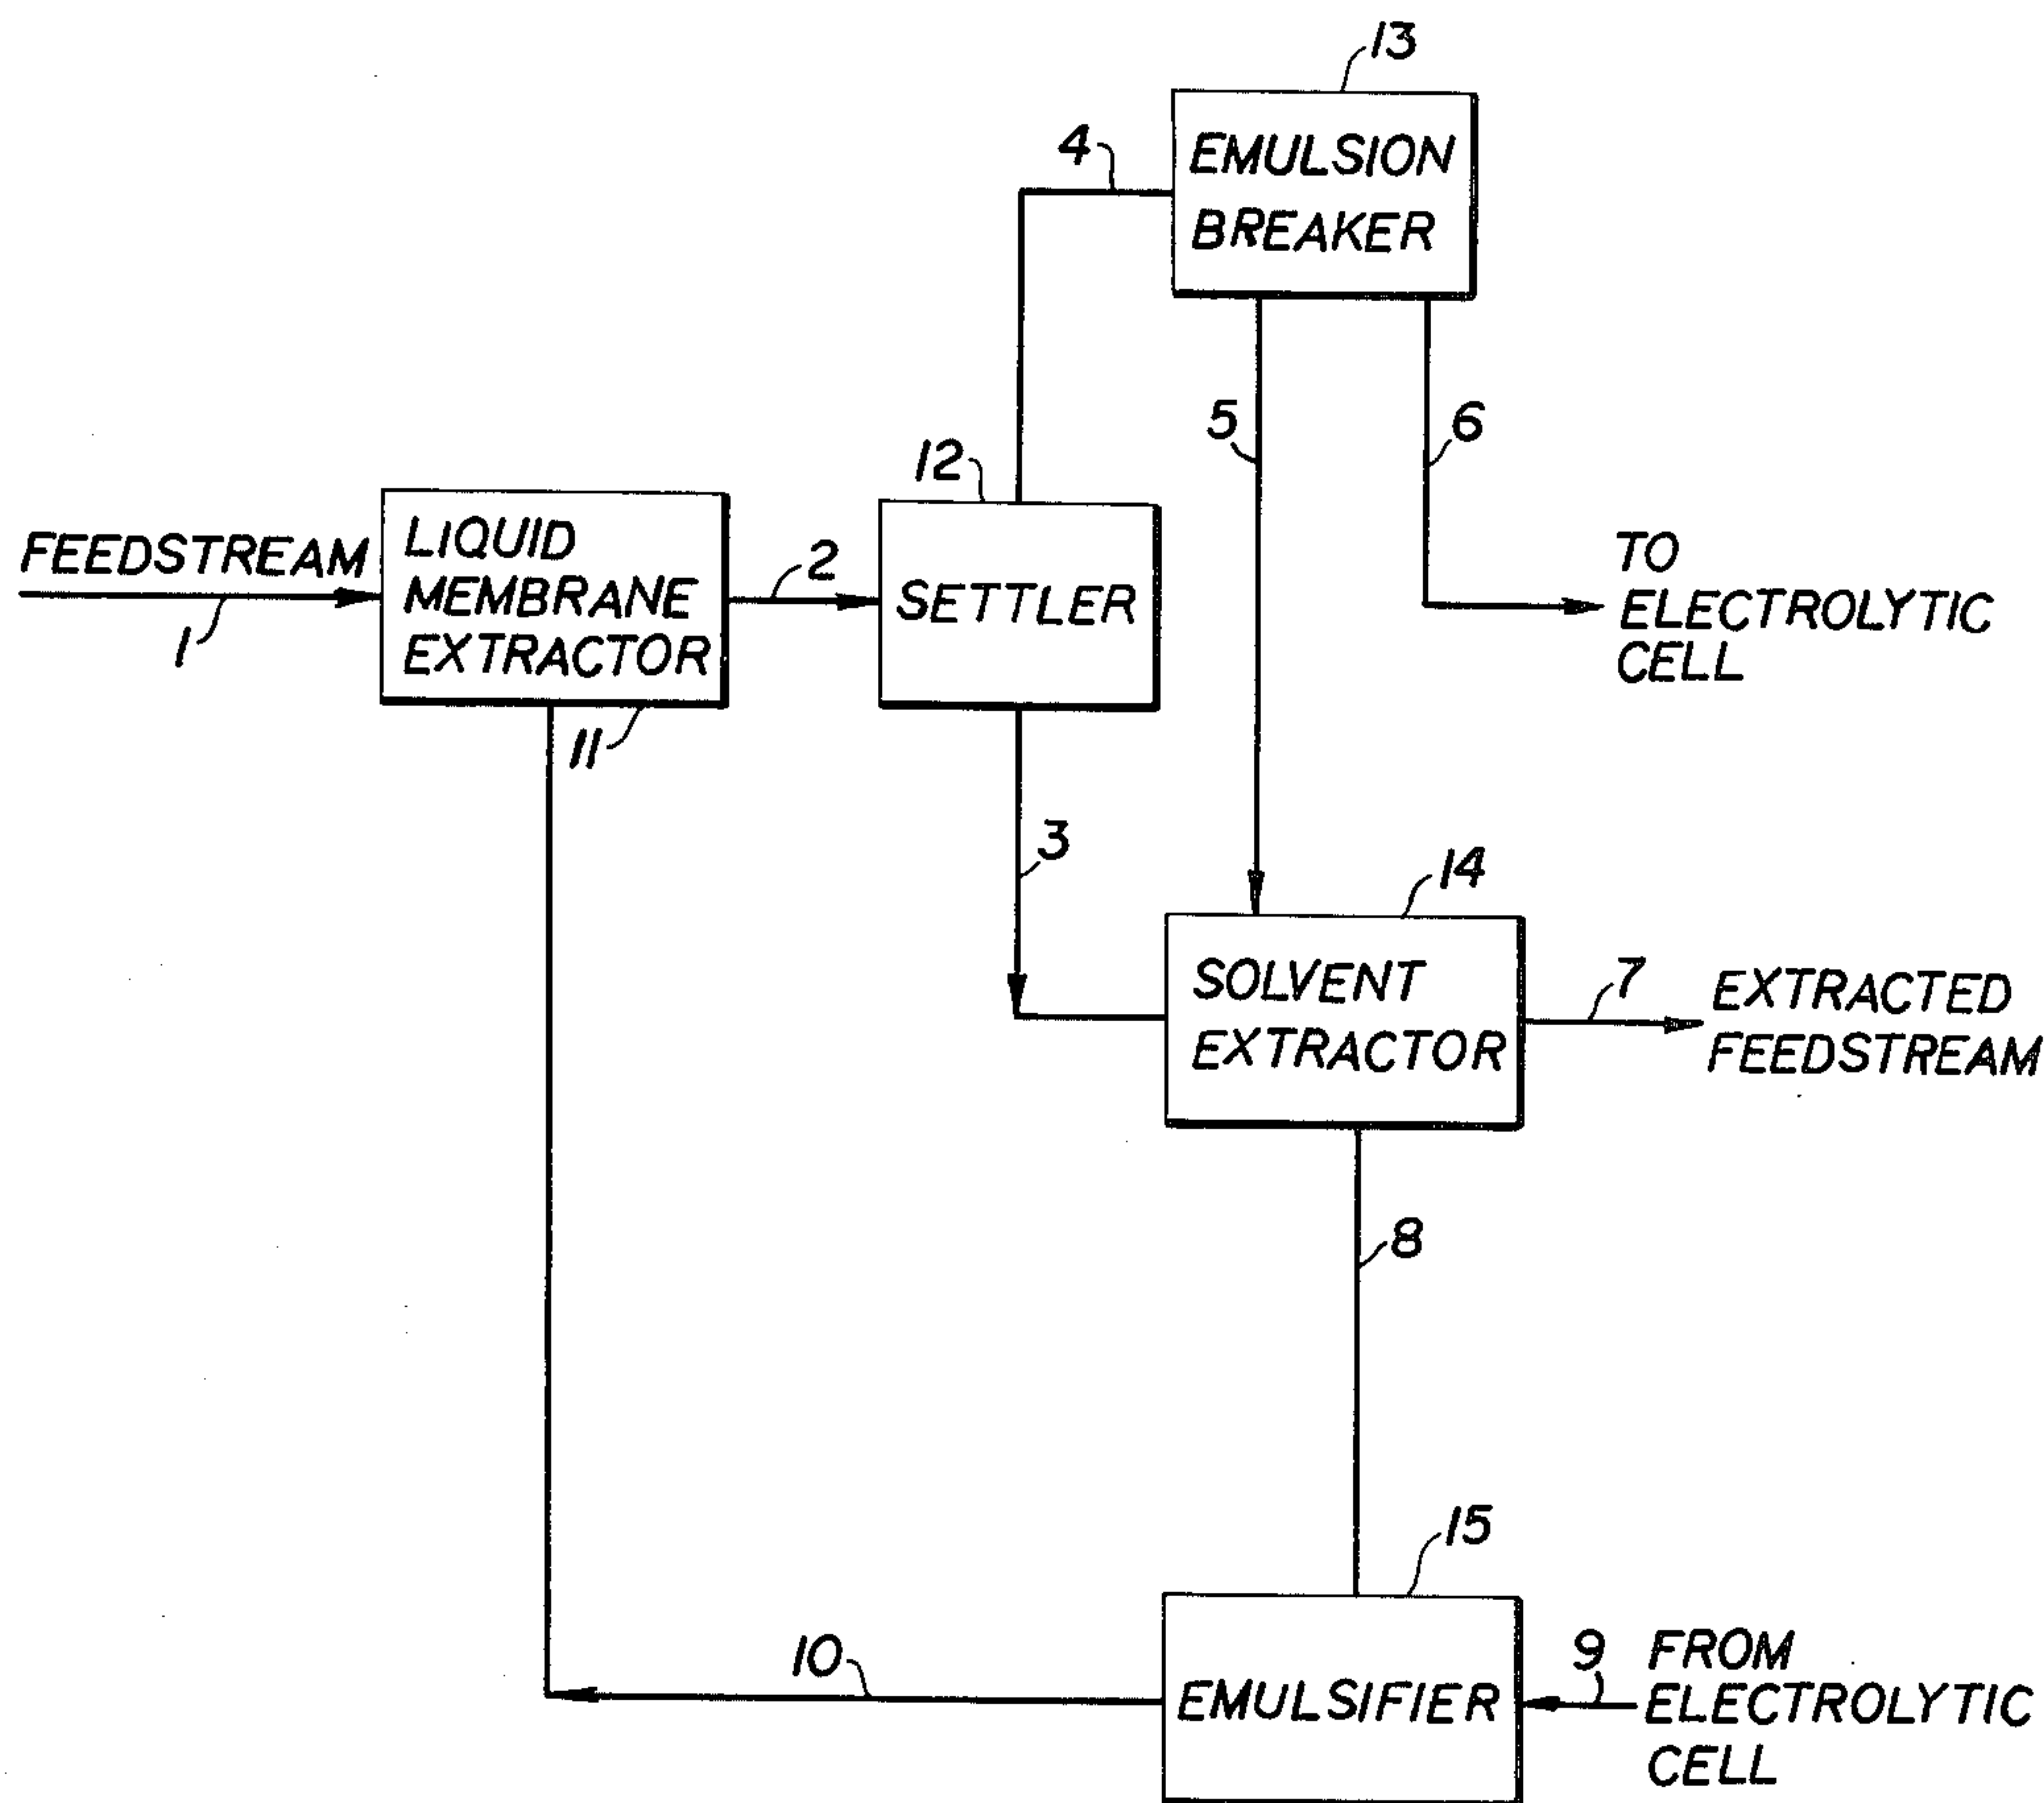 13
EMULSION
BREAKER
4
5
6
12
FEEDSTREAM
1
LIQUID
MEMBRANE
EXTRACTOR
11
2
SETTLER
TO
ELECTROLYTIC
CELL
3
14
SOLVENT
EXTRACTOR
7
EXTRACTED
FEEDSTREAM
8
15
10
EMULSIFIER
9
FROM
ELECTROLYTIC
CELL